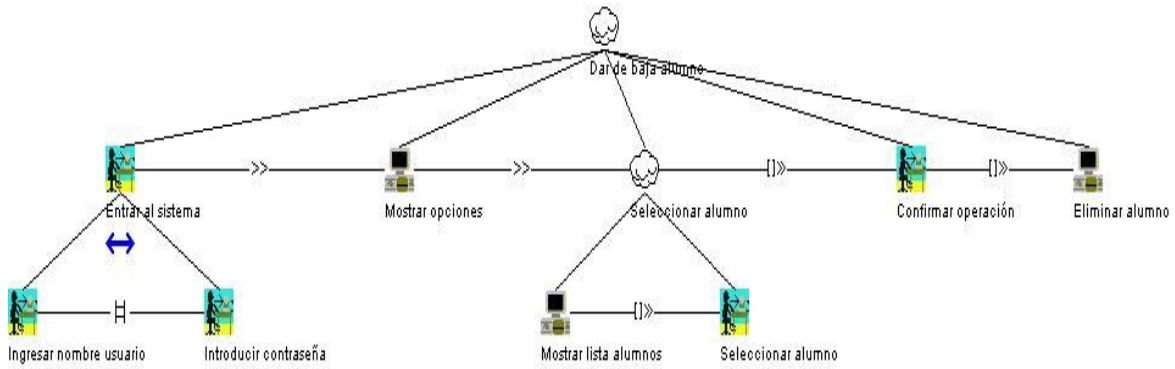 Dar de baja alumno
>> >> []» []»
Entrar al sistema Mostrar opciones Seleccionar alumno Confirmar operación Eliminar alumno
|=| []»
Ingresar nombre usuario Introducir contraseña Mostrar lista alumnos Seleccionar alumno